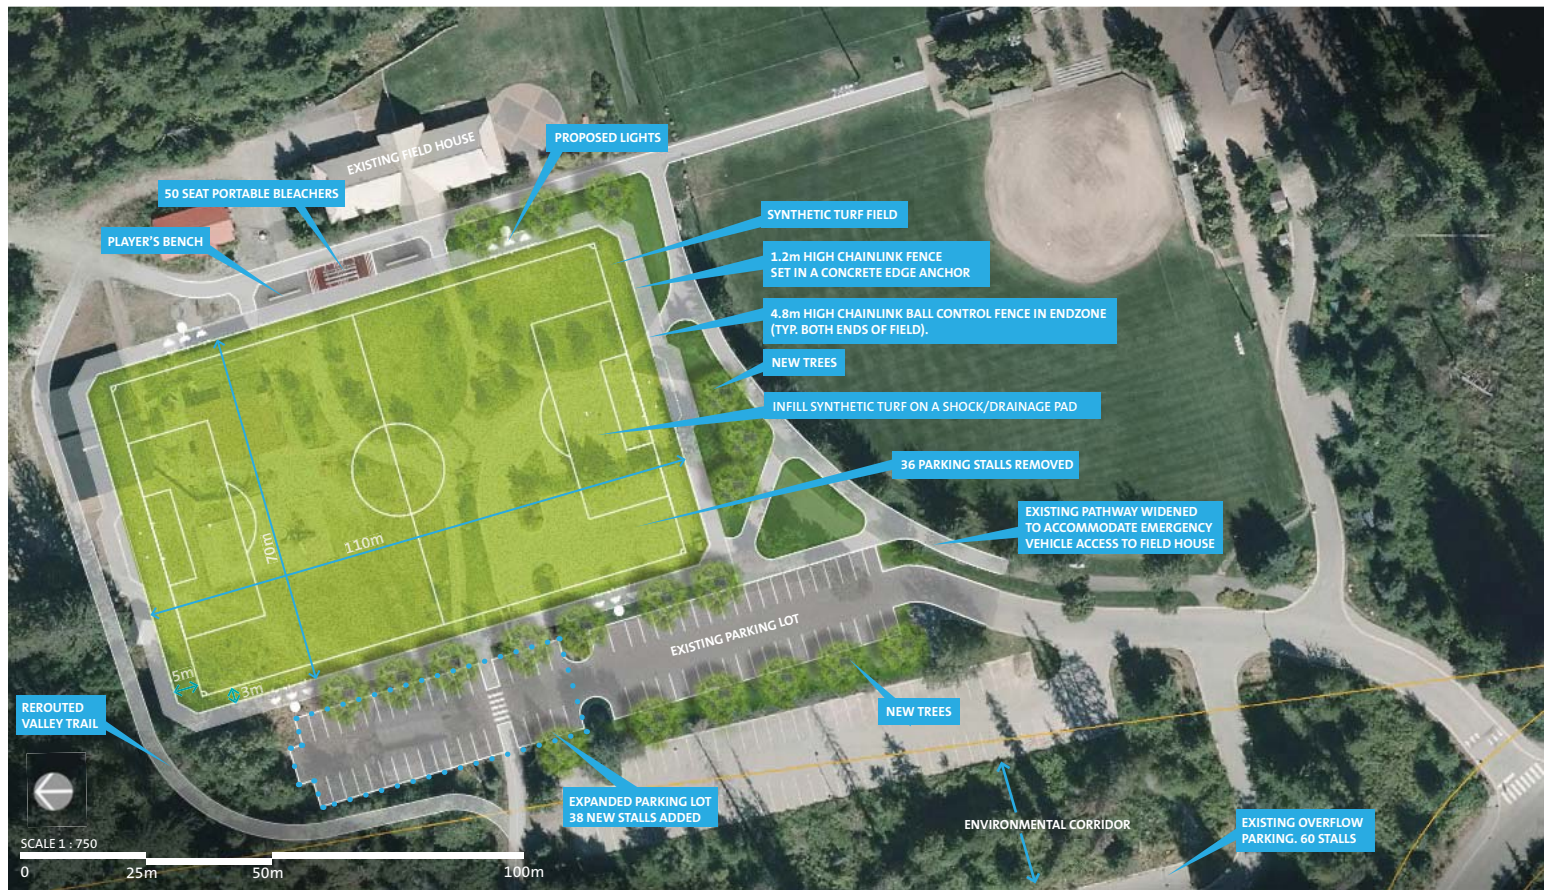 EXISTING FIELD HOUSE
PROPOSED LIGHTS
50 SEAT PORTABLE BLEACHERS
PLAYER'S BENCH
SYNTHETIC TURF FIELD
1.2m HIGH CHAINLINK FENCE
SET IN A CONCRETE EDGE ANCHOR
4.8m HIGH CHAINLINK BALL CONTROL FENCE IN ENDZONE
(TYP. BOTH ENDS OF FIELD).
NEW TREES
INFILL SYNTHETIC TURF ON A SHOCK/DRAINAGE PAD
36 PARKING STALLS REMOVED
EXISTING PATHWAY WIDENED
TO ACCOMMODATE EMERGENCY
VEHICLE ACCESS TO FIELD HOUSE
70m
110m
EXISTING PARKING LOT
5m
3m
REROUTED
VALLEY TRAIL
NEW TREES
EXPANDED PARKING LOT
38 NEW STALLS ADDED
ENVIRONMENTAL CORRIDOR
EXISTING OVERFLOW
PARKING. 60 STALLS
SCALE 1 : 750
0 25m 50m 100m